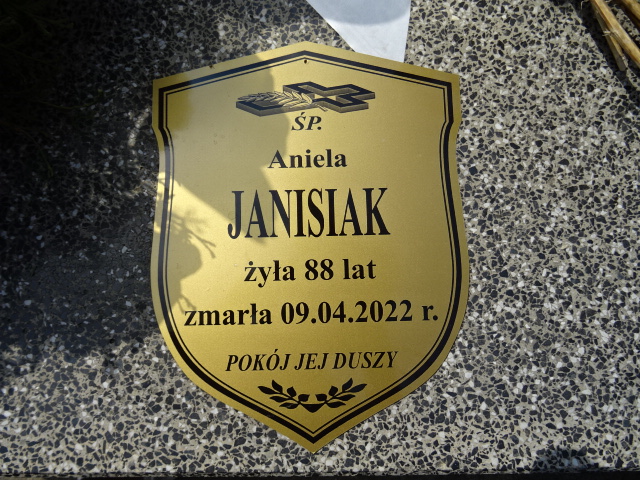 ŚP.
Aniela
JANISIAK
żyła 88 lat
zmarła 09.04.2022 r.
POKÓJ JEJ DUSZY